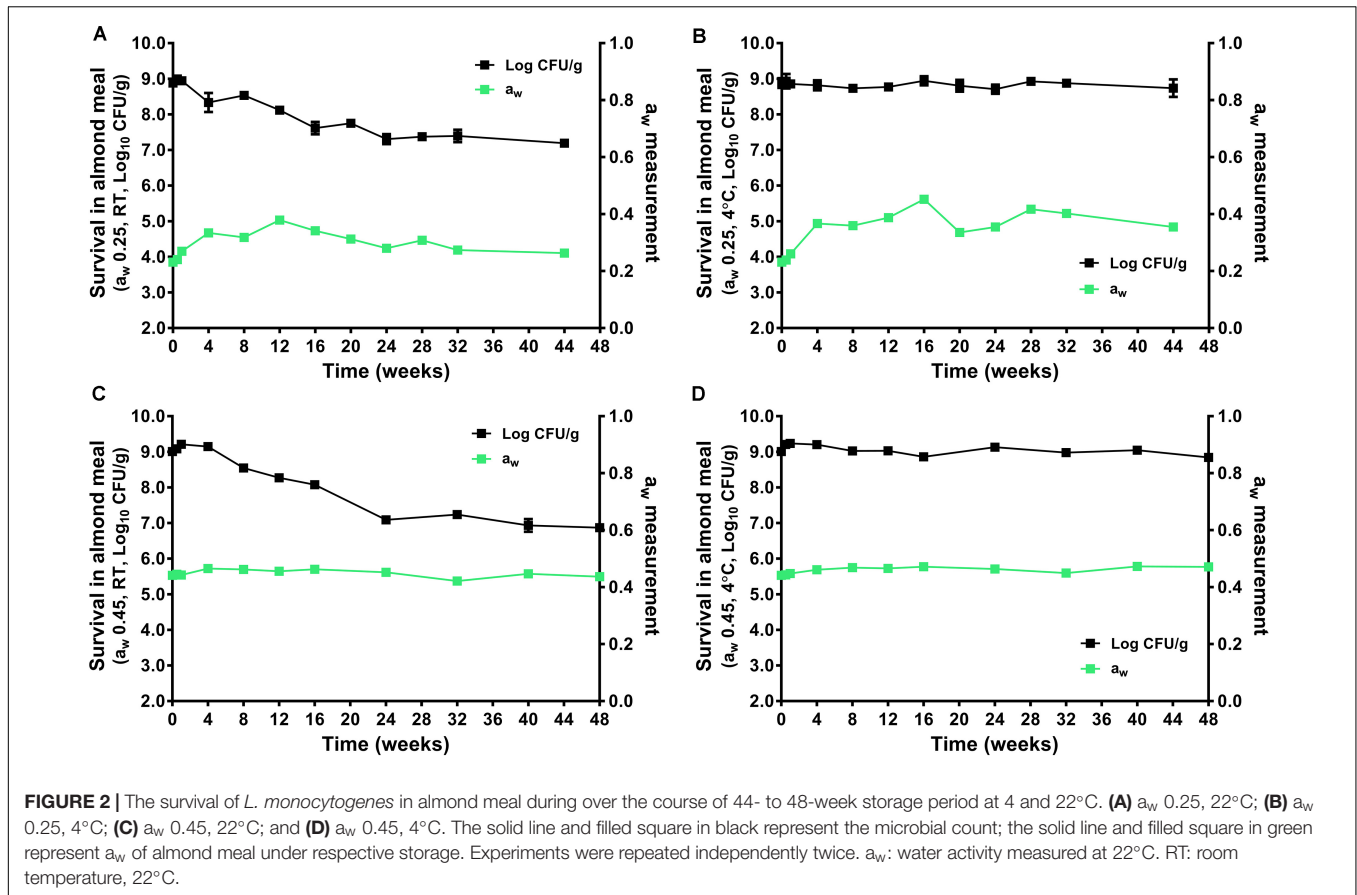 A
Survival in almond meal
(aw 0.25, RT, Log10 CFU/g)
10.0
9.0
8.0
7.0
6.0
5.0
4.0
3.0
2.0
Log CFU/g
aw
1.0
0.8
0.6
0.4
0.2
0.0
aw measurement
0 4 8 12 16 20 24 28 32 36 40 44 48
Time (weeks)
B
Survival in almond meal
(aw 0.25, 4°C, Log10 CFU/g)
10.0
9.0
8.0
7.0
6.0
5.0
4.0
3.0
2.0
Log CFU/g
aw
1.0
0.8
0.6
0.4
0.2
0.0
aw measurement
0 4 8 12 16 20 24 28 32 36 40 44 48
Time (weeks)
C
Survival in almond meal
(aw 0.45, RT, Log10 CFU/g)
10.0
9.0
8.0
7.0
6.0
5.0
4.0
3.0
2.0
Log CFU/g
aw
1.0
0.8
0.6
0.4
0.2
0.0
aw measurement
0 4 8 12 16 20 24 28 32 36 40 44 48
Time (weeks)
D
Survival in almond meal
(aw 0.45, 4°C, Log10 CFU/g)
10.0
9.0
8.0
7.0
6.0
5.0
4.0
3.0
2.0
Log CFU/g
aw
1.0
0.8
0.6
0.4
0.2
0.0
aw measurement
0 4 8 12 16 20 24 28 32 36 40 44 48
Time (weeks)
FIGURE 2 | The survival of L. monocytogenes in almond meal during over the course of 44- to 48-week storage period at 4 and 22°C. (A) aw 0.25, 22°C; (B) aw
0.25, 4°C; (C) aw 0.45, 22°C; and (D) aw 0.45, 4°C. The solid line and filled square in black represent the microbial count; the solid line and filled square in green
represent aw of almond meal under respective storage. Experiments were repeated independently twice. aw: water activity measured at 22°C. RT: room
temperature, 22°C.